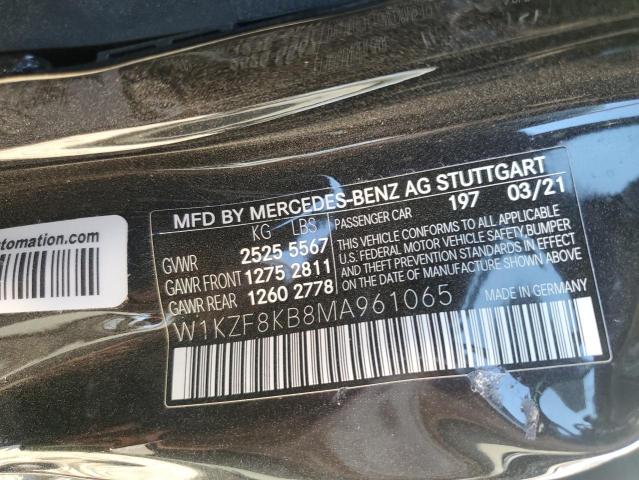 MFD BY MERCEDES-BENZ AG STUTTGART
KG LBS PASSENGER CAR 197 03/21
GVWR 2525 5567
GAWR FRONT 1275 2811
GAWR REAR 1260 2778
THIS VEHICLE CONFORMS TO ALL APPLICABLE
U.S. FEDERAL MOTOR VEHICLE SAFETY,BUMPER
AND THEFT PREVENTION STANDARDS IN EFFECT
ON THE DATE OF MANUFACTURE SHOWN ABOVE.
W1KZF8KB8MA961065
MADE IN GERMANY
tomation.com